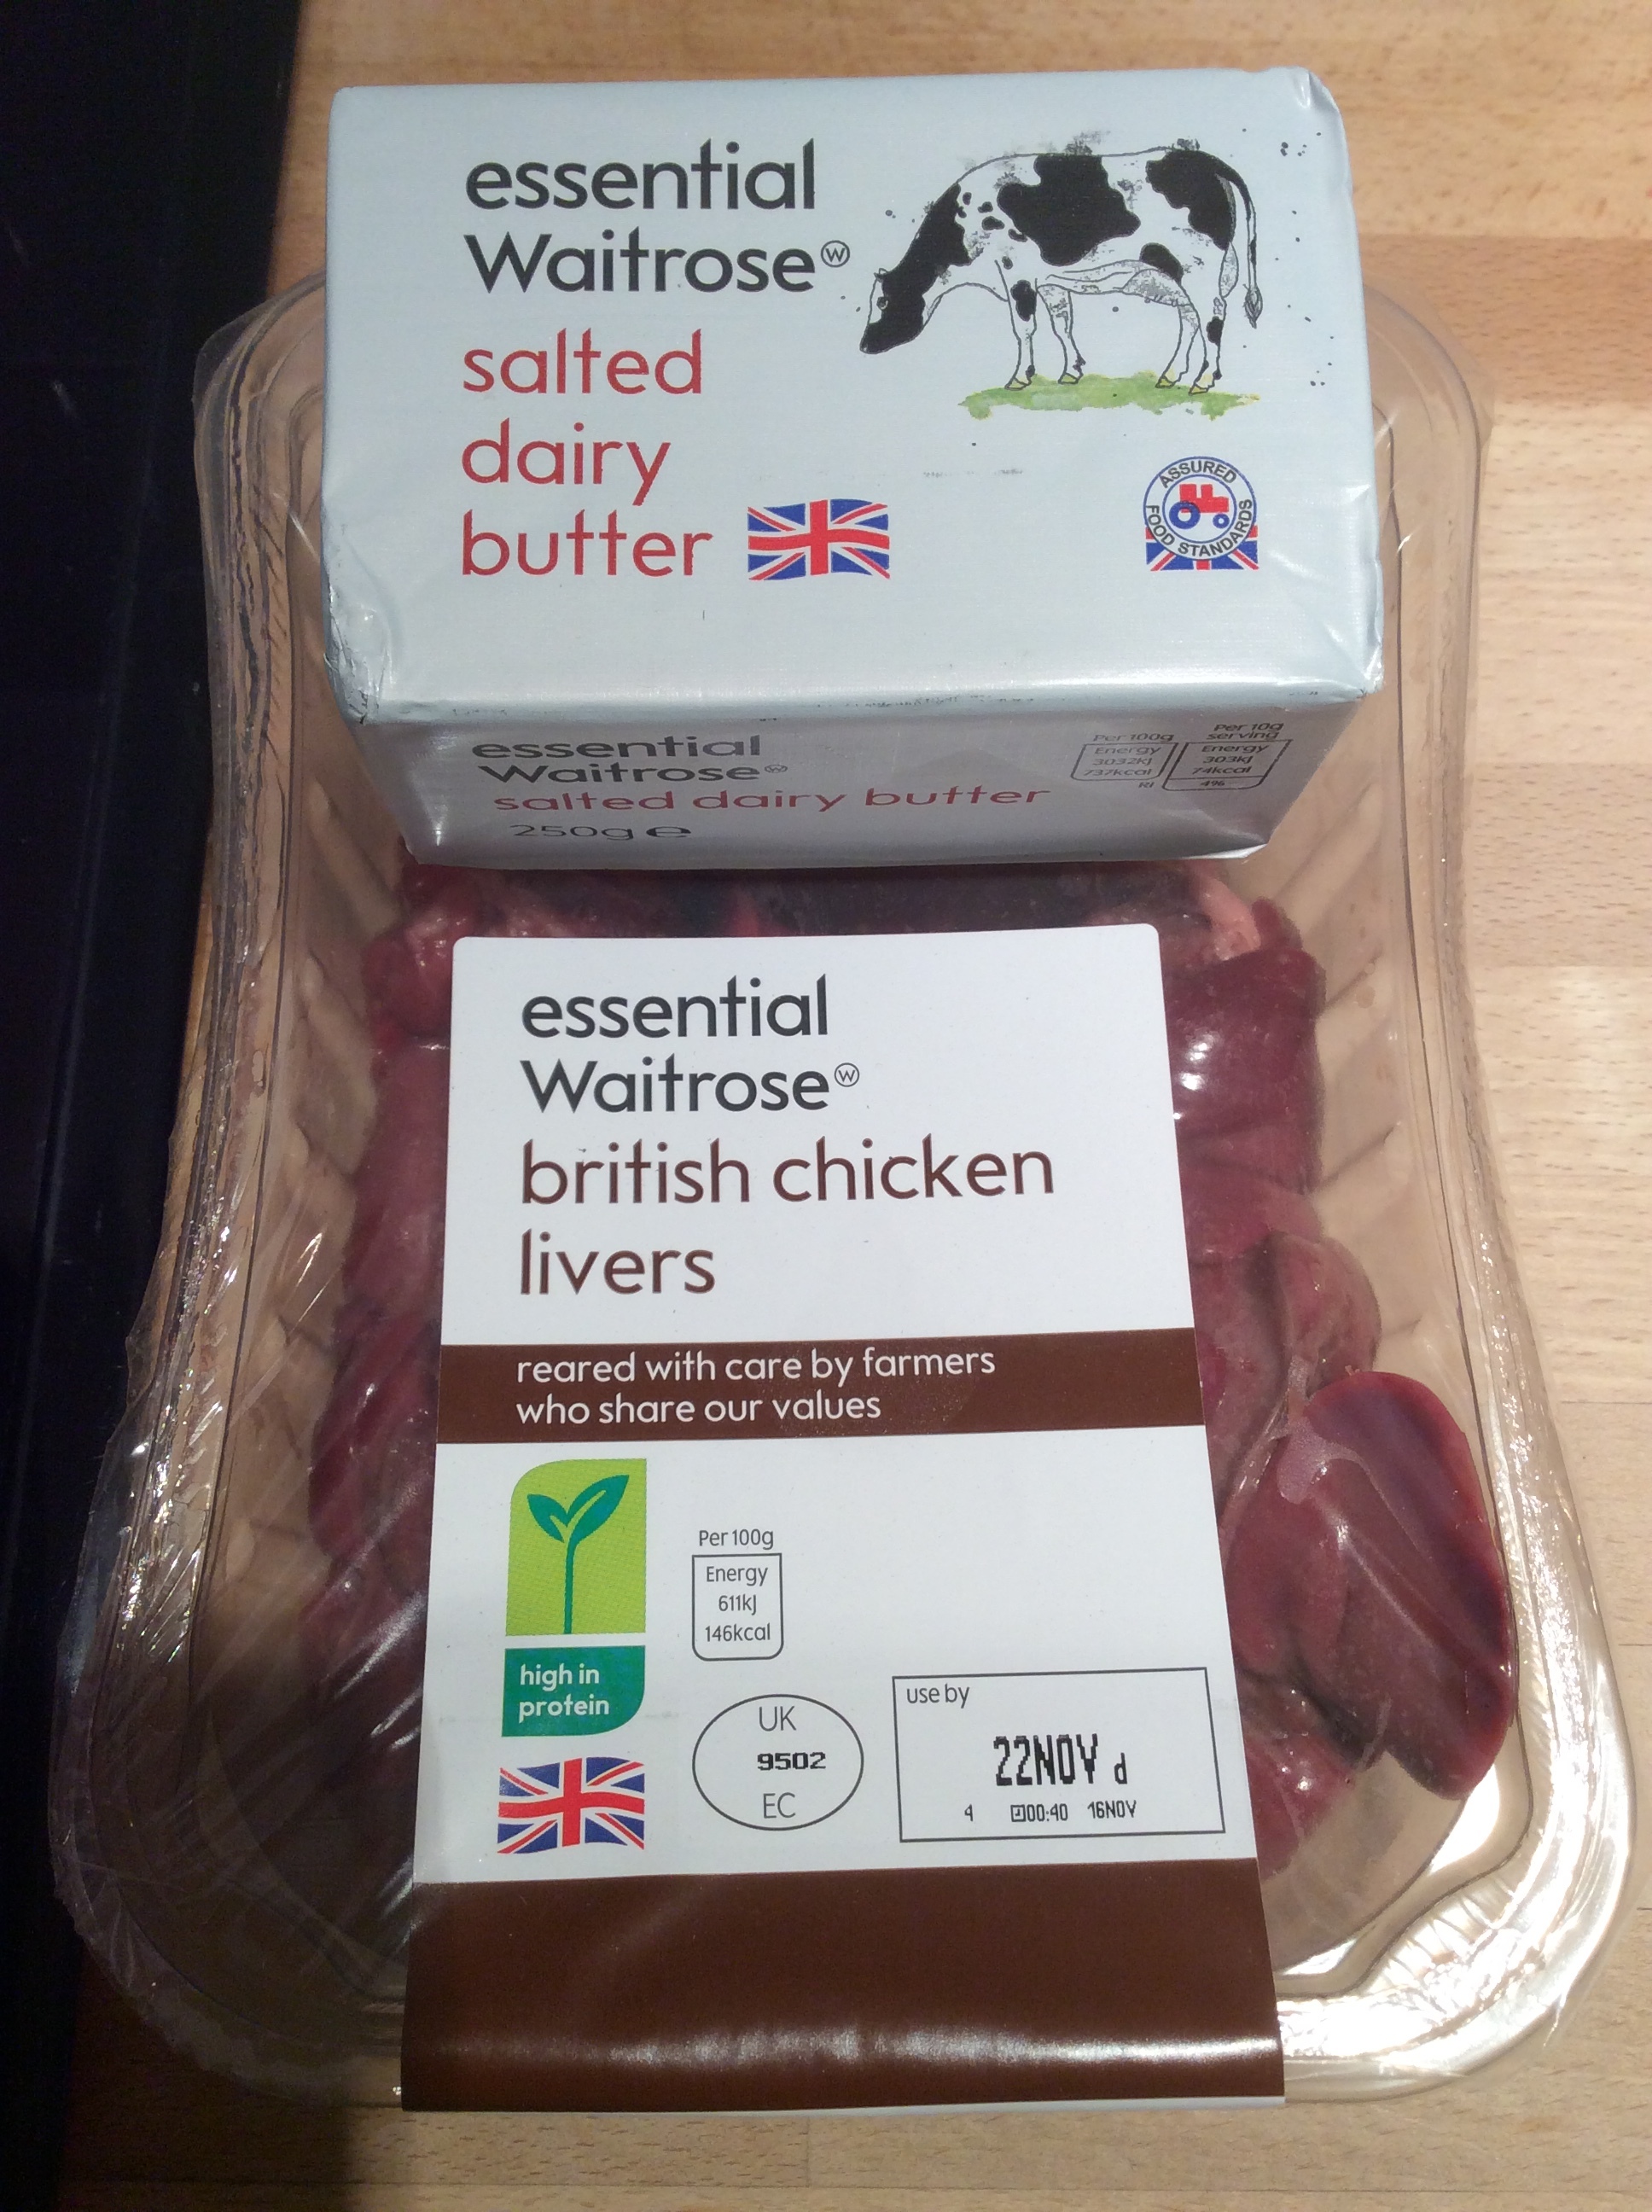 essential
Waitrose
salted
dairy
butter
ASSURED
FOOD STANDARDS
essential
Waitrose
salted dairy butter
250g e
Per 100g
Energy
3032kJ
737kcal
RI
Per 10g
serving
Energy
303kJ
74kcal
4%
essential
Waitrose
british chicken
livers
reared with care by farmers
who share our values
high in
protein
Per 100g
Energy
611kJ
146kcal
UK
9502
EC
use by
22NOV d
4 00:40 16NOV